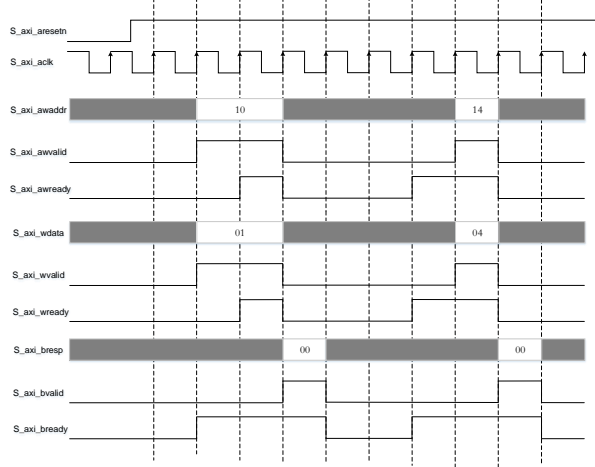 S_axi_aresetn
S_axi_aclk
S_axi_awaddr 10 14
S_axi_awvalid
S_axi_awready
S_axi_wdata 01 04
S_axi_wvalid
S_axi_wready
S_axi_bresp 00 00
S_axi_bvalid
S_axi_bready